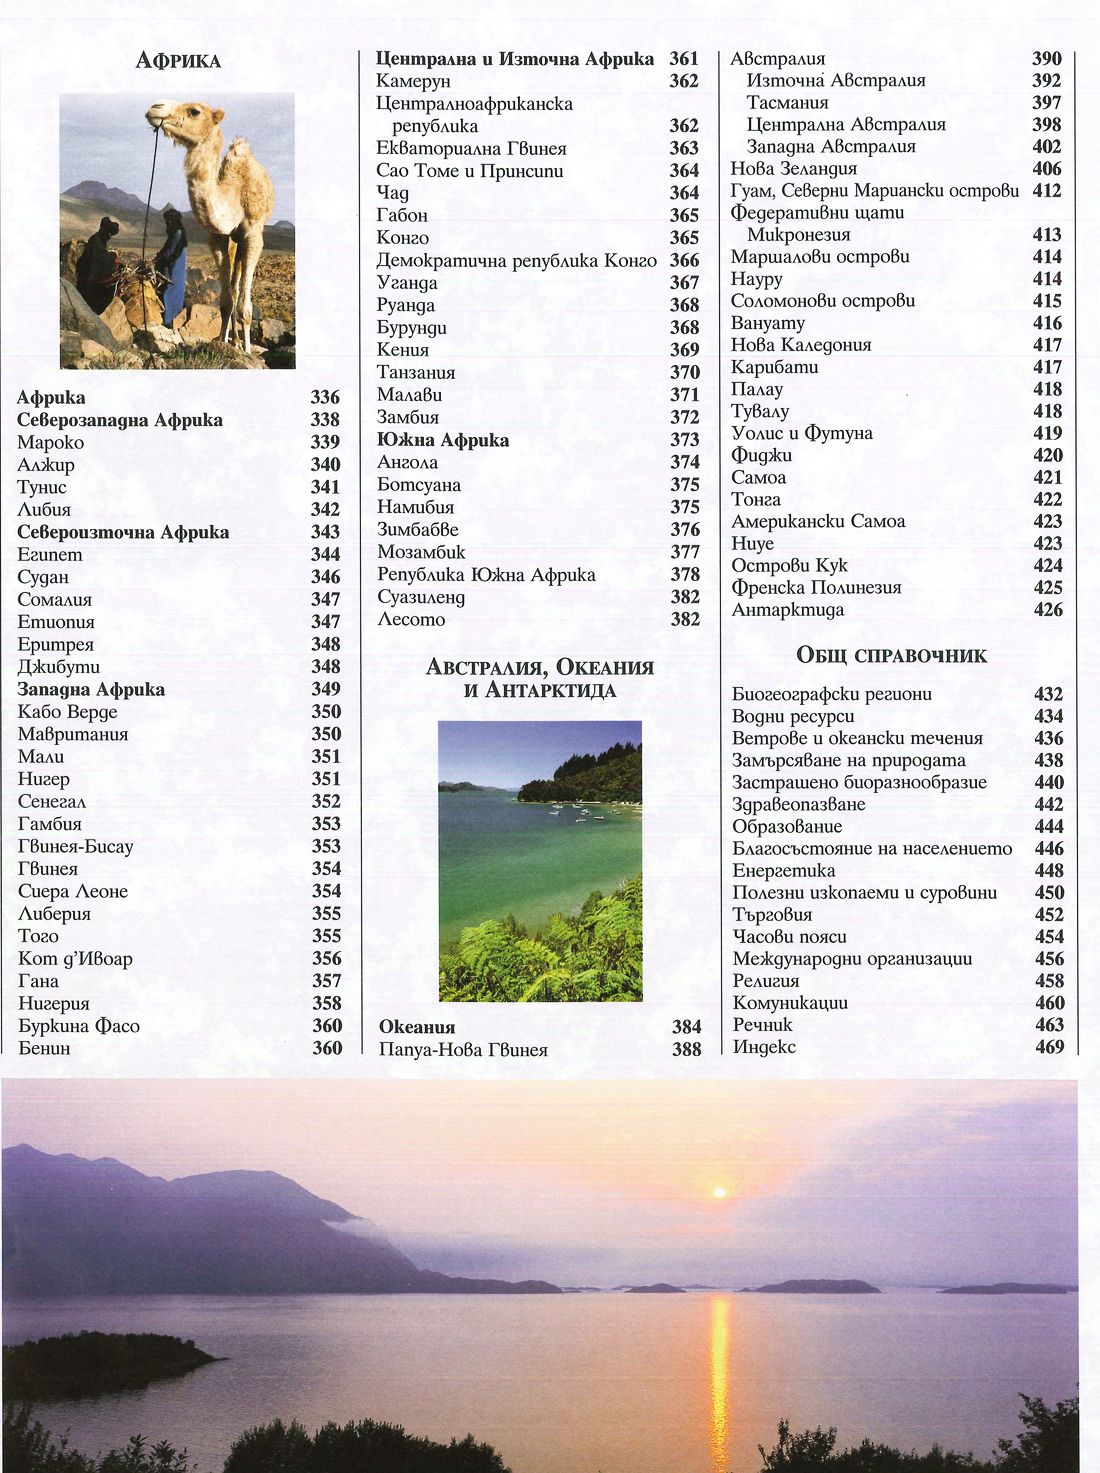 АФРИКА
Африка 336
Северозападна Африка 338
Мароко 339
Алжир 340
Тунис 341
Либия 342
Североизточна Африка 343
Египет 344
Судан 346
Сомалия 347
Етиопия 347
Еритрея 348
Джибути 348
Западна Африка 349
Кабо Верде 350
Мавритания 350
Мали 351
Нигер 351
Сенегал 352
Гамбия 353
Гвинея-Бисау 353
Гвинея 354
Сиера Леоне 354
Либерия 355
Того 355
Кот д'Ивоар 356
Гана 357
Нигерия 358
Буркина Фасо 360
Бенин 360
Централна и Източна Африка 361
Камерун 362
Централноафриканска
република 362
Екваториална Гвинея 363
Сао Томе и Принсипи 364
Чад 364
Габон 365
Конго 365
Демократична република Конго 366
Уганда 367
Руанда 368
Бурунди 368
Кения 369
Танзания 370
Малави 371
Замбия 372
Южна Африка 373
Ангола 374
Ботсуана 375
Намибия 375
Зимбабве 376
Мозамбик 377
Република Южна Африка 378
Суазиленд 382
Лесото 382
АВСТРАЛИЯ, ОКЕАНИЯ
И АНТАРКТИДА
Океания 384
Папуа-Нова Гвинея 388
Австралия 390
Източна Австралия 392
Тасмания 397
Централна Австралия 398
Западна Австралия 402
Нова Зеландия 406
Гуам, Северни Мариански острови 412
Федеративни щати
Микронезия 413
Маршалови острови 414
Науру 414
Соломонови острови 415
Вануату 416
Нова Каледония 417
Карибати 417
Палау 418
Тувалу 418
Уолис и Футуна 419
Фиджи 420
Самоа 421
Тонга 422
Американски Самоа 423
Ниуе 423
Острови Кук 424
Френска Полинезия 425
Антарктида 426
ОБЩ СПРАВОЧНИК
Биогеографски региони 432
Водни ресурси 434
Ветрове и океански течения 436
Замърсяване на природата 438
Застрашено биоразнообразие 440
Здравеопазване 442
Образование 444
Благосъстояние на населението 446
Енергетика 448
Полезни изкопаеми и суровини 450
Търговия 452
Часови пояси 454
Международни организации 456
Религия 458
Комуникации 460
Речник 463
Индекс 469